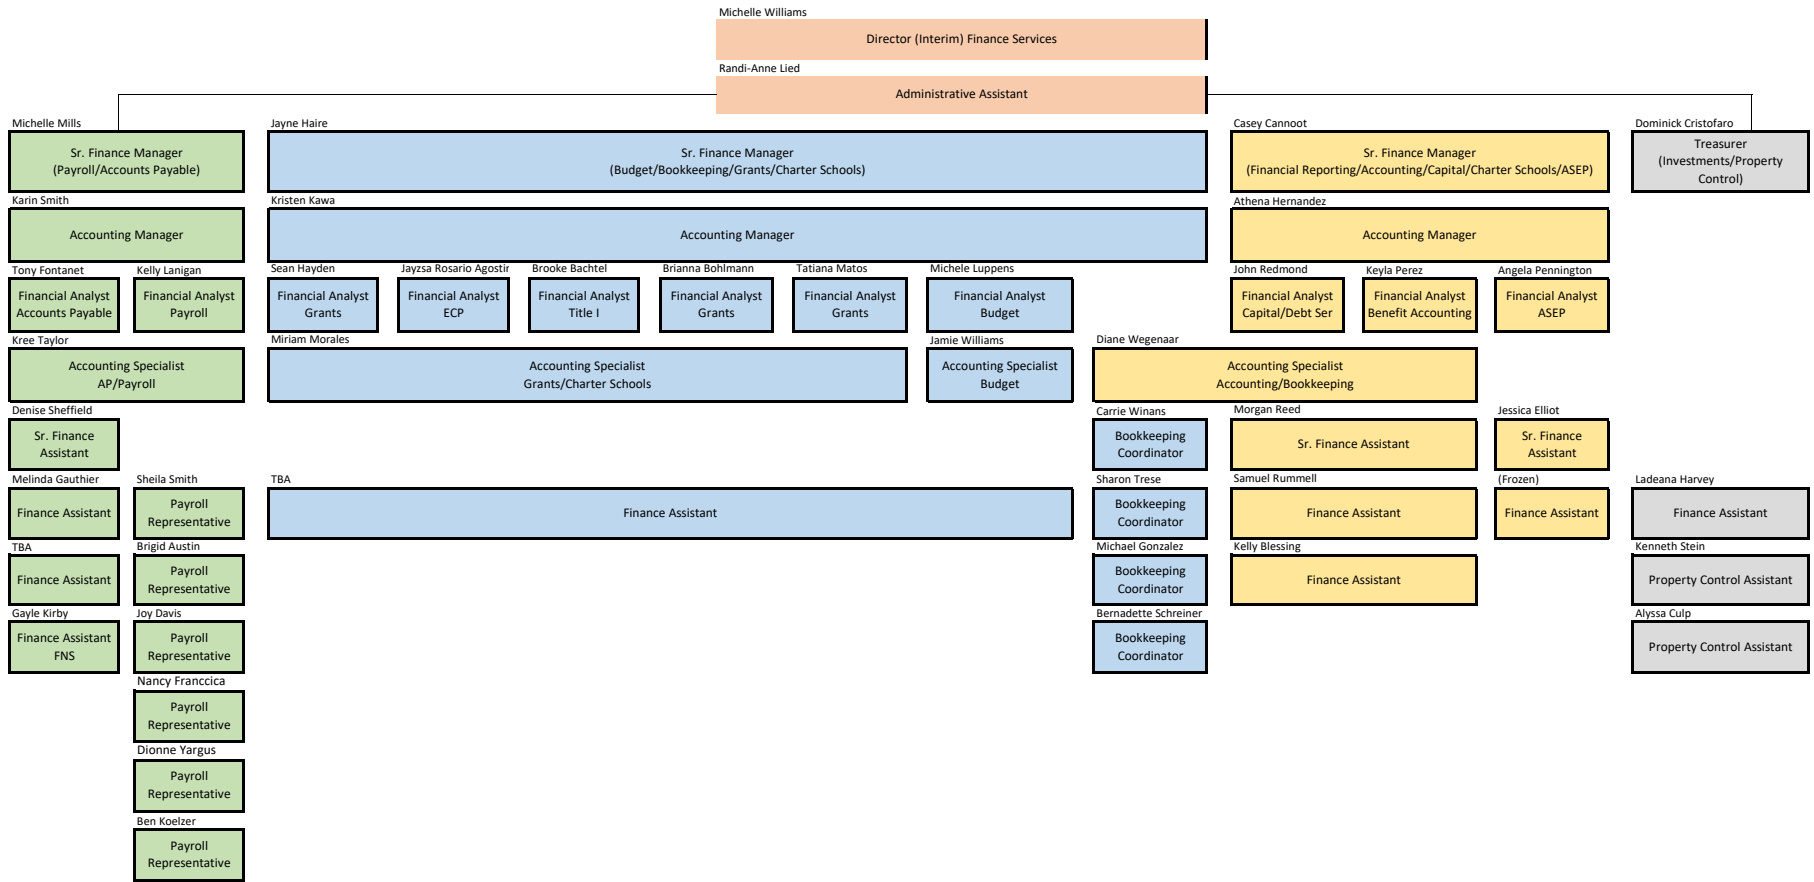 Michelle Williams
Director (Interim) Finance Services
Randi-Anne Lied
Administrative Assistant
Michelle Mills
Sr. Finance Manager
(Payroll/Accounts Payable)
Jayne Haire
Sr. Finance Manager
(Budget/Bookkeeping/Grants/Charter Schools)
Casey Cannoot
Sr. Finance Manager
(Financial Reporting/Accounting/Capital/Charter Schools/ASEP)
Dominick Cristofaro
Treasurer
(Investments/Property
Control)
Karin Smith
Accounting Manager
Kristen Kawa
Accounting Manager
Athena Hernandez
Accounting Manager
Tony Fontanet
Financial Analyst
Accounts Payable
Kelly Lanigan
Financial Analyst
Payroll
Sean Hayden
Financial Analyst
Grants
Jayzsa Rosario Agostir
Financial Analyst
ECP
Brooke Bachtel
Financial Analyst
Title I
Brianna Bohlmann
Financial Analyst
Grants
Tatiana Matos
Financial Analyst
Grants
Michele Luppens
Financial Analyst
Budget
John Redmond
Financial Analyst
Capital/Debt Ser
Keyla Perez
Financial Analyst
Benefit Accounting
Angela Pennington
Financial Analyst
ASEP
Kree Taylor
Accounting Specialist
AP/Payroll
Miriam Morales
Accounting Specialist
Grants/Charter Schools
Jamie Williams
Accounting Specialist
Budget
Diane Wegenaar
Accounting Specialist
Accounting/Bookkeeping
Denise Sheffield
Sr. Finance
Assistant
Carrie Winans
Bookkeeping
Coordinator
Morgan Reed
Sr. Finance Assistant
Jessica Elliot
Sr. Finance
Assistant
Melinda Gauthier
Finance Assistant
Sheila Smith
Payroll
Representative
TBA
Finance Assistant
Sharon Trese
Bookkeeping
Coordinator
Samuel Rummell
Finance Assistant
(Frozen)
Finance Assistant
Ladeana Harvey
Finance Assistant
TBA
Finance Assistant
Brigid Austin
Payroll
Representative
Michael Gonzalez
Bookkeeping
Coordinator
Kelly Blessing
Finance Assistant
Kenneth Stein
Property Control Assistant
Gayle Kirby
Finance Assistant
FNS
Joy Davis
Payroll
Representative
Bernadette Schreiner
Bookkeeping
Coordinator
Alyssa Culp
Property Control Assistant
Nancy Franccica
Payroll
Representative
Dionne Yargus
Payroll
Representative
Ben Koelzer
Payroll
Representative